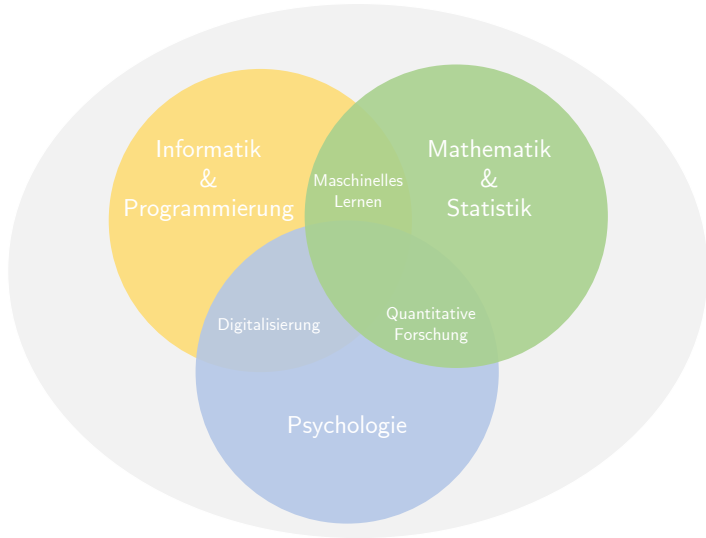 Informatik
&
Programmierung
Mathematik
&
Statistik
Maschinelles
Lernen
Digitalisierung
Quantitative
Forschung
Psychologie